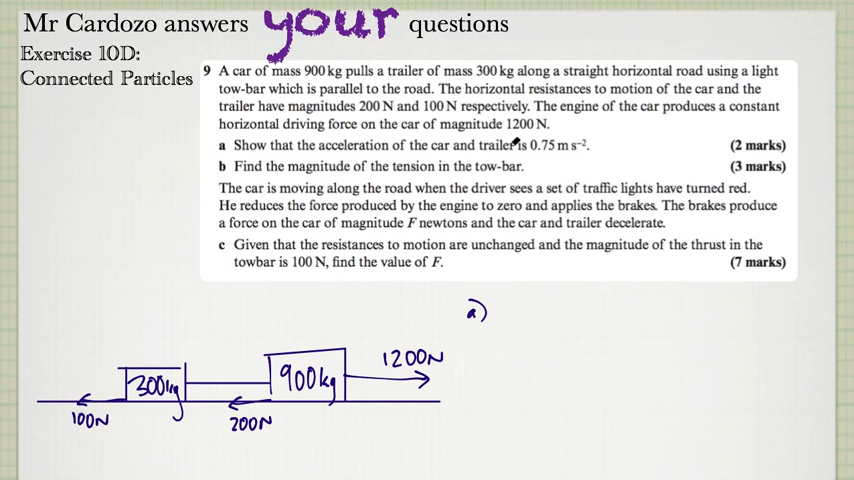 Mr Cardozo answers your questions
Exercise 10D:
Connected Particles
9 A car of mass 900 kg pulls a trailer of mass 300 kg along a straight horizontal road using a light
tow-bar which is parallel to the road. The horizontal resistances to motion of the car and the
trailer have magnitudes 200 N and 100 N respectively. The engine of the car produces a constant
horizontal driving force on the car of magnitude 1200 N.
a Show that the acceleration of the car and trailer is 0.75 m s⁻². (2 marks)
b Find the magnitude of the tension in the tow-bar. (3 marks)
The car is moving along the road when the driver sees a set of traffic lights have turned red.
He reduces the force produced by the engine to zero and applies the brakes. The brakes produce
a force on the car of magnitude F newtons and the car and trailer decelerate.
c Given that the resistances to motion are unchanged and the magnitude of the thrust in the
towbar is 100 N, find the value of F. (7 marks)
a)
1200N
300kg
900kg
100N
200N